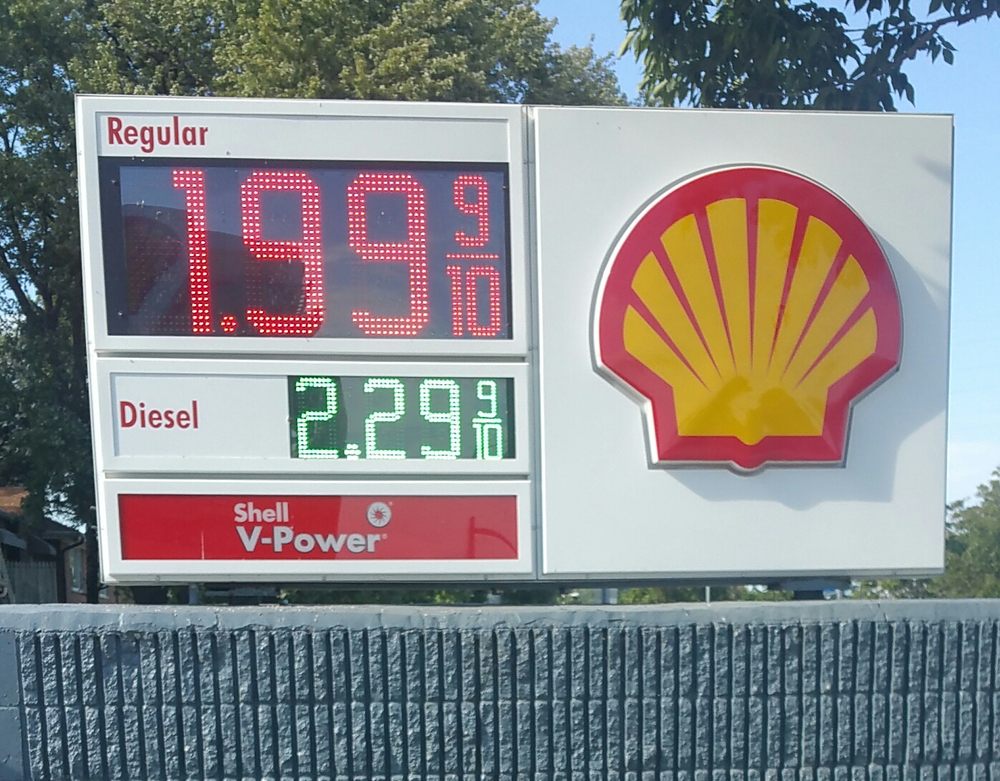 Regular
1.99 9/10
Diesel
2.29 9/10
Shell
V-Power